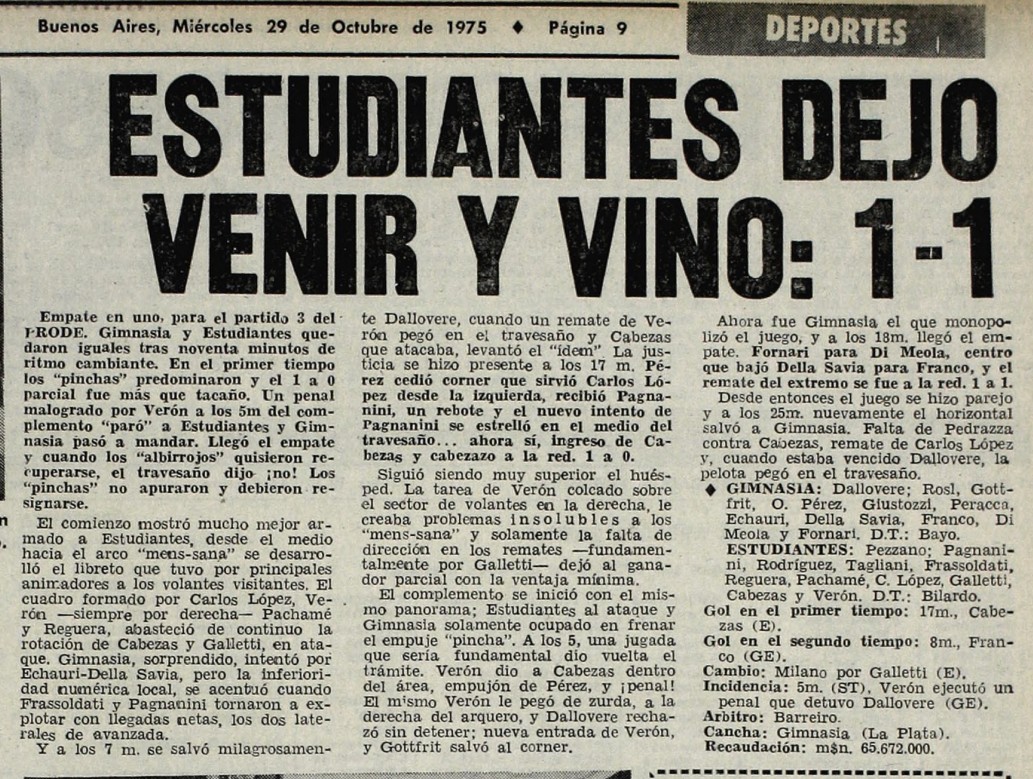 Buenos Aires, Miércoles 29 de Octubre de 1975 ♦ Página 9
DEPORTES
ESTUDIANTES DEJO
VENIR Y VINO: 1-1
Empate en uno, para el partido 3 del
PRODE. Gimnasia y Estudiantes que-
daron iguales tras noventa minutos de
ritmo cambiante. En el primer tiempo
los "pinchas" predominaron y el 1 a 0
parcial fue más que tacaño. Un penal
malogrado por Verón a los 5m del com-
plemento "paró" a Estudiantes y Gim-
nasia pasó a mandar. Llegó el empate
y cuando los "albirrojos" quisieron re-
cuperarse, el travesaño dijo ¡no! Los
"pinchas" no apuraron y debieron re-
signarse.
El comienzo mostró mucho mejor ar-
mado a Estudiantes, desde el medio
hacia el arco "mens-sana" se desarro-
lló el libreto que tuvo por principales
animadores a los volantes visitantes. El
cuadro formado por Carlos López, Ve-
rón —siempre por derecha— Pachamé
y Reguera, abasteció de continuo la
rotación de Cabezas y Galletti, en ata-
que. Gimnasia, sorprendido, intentó por
Echauri-Della Savia, pero la inferiori-
dad numérica local, se acentuó cuando
Frassoldati y Pagnanini tornaron a ex-
plotar con llegadas netas, los dos late-
rales de avanzada.
Y a los 7 m. se salvó milagrosamen-
te Dallovere, cuando un remate de Ve-
rón pegó en el travesaño y Cabezas
que atacaba, levantó el "ídem". La jus-
ticia se hizo presente a los 17 m. Pé-
rez cedió corner que sirvió Carlos Ló-
pez desde la izquierda, recibió Pagna-
nini, un rebote y el nuevo intento de
Pagnanini se estrelló en el medio del
travesaño... ahora sí, ingreso de Ca-
bezas y cabezazo a la red. 1 a 0.
Siguió siendo muy superior el hués-
ped. La tarea de Verón colcado sobre
el sector de volantes en la derecha, le
creaba problemas insolubles a los
"mens-sana" y solamente la falta de
dirección en los remates —fundamen-
talmente por Galletti— dejó al gana-
dor parcial con la ventaja mínima.
El complemento se inició con el mis-
mo panorama; Estudiantes al ataque y
Gimnasia solamente ocupado en frenar
el empuje "pincha". A los 5, una jugada
que sería fundamental dio vuelta el
trámite. Verón dio a Cabezas dentro
del área, empujón de Pérez, y ¡penal!
El mismo Verón le pegó de zurda, a la
derecha del arquero, y Dallovere recha-
zó sin detener; nueva entrada de Verón,
y Gottfrit salvó al corner.
Ahora fue Gimnasia el que monopo-
lizó el juego, y a los 18m. llegó el em-
pate. Fornari para Di Meola, centro
que bajó Della Savia para Franco, y el
remate del extremo se fue a la red. 1 a 1.
Desde entonces el juego se hizo parejo
y a los 25m. nuevamente el horizontal
salvó a Gimnasia. Falta de Pedrazza
contra Cabezas, remate de Carlos López
y, cuando estaba vencido Dallovere, la
pelota pegó en el travesaño.
♦ GIMNASIA: Dallovere; Rosl, Gott-
frit, O. Pérez, Giustozzi, Peracca,
Echauri, Della Savia, Franco, Di
Meola y Fornari. D.T.: Bayo.
ESTUDIANTES: Pezzano; Pagnani-
ni, Rodríguez, Tagliani, Frassoldati,
Reguera, Pachamé, C. López, Galletti,
Cabezas y Verón. D.T.: Bilardo.
Gol en el primer tiempo: 17m., Cabe-
zas (E).
Gol en el segundo tiempo: 8m., Fran-
co (GE).
Cambio: Milano por Galletti (E).
Incidencia: 5m. (ST), Verón ejecutó un
penal que detuvo Dallovere (GE).
Arbitro: Barreiro.
Cancha: Gimnasia (La Plata).
Recaudación: m$n. 65.672.000.